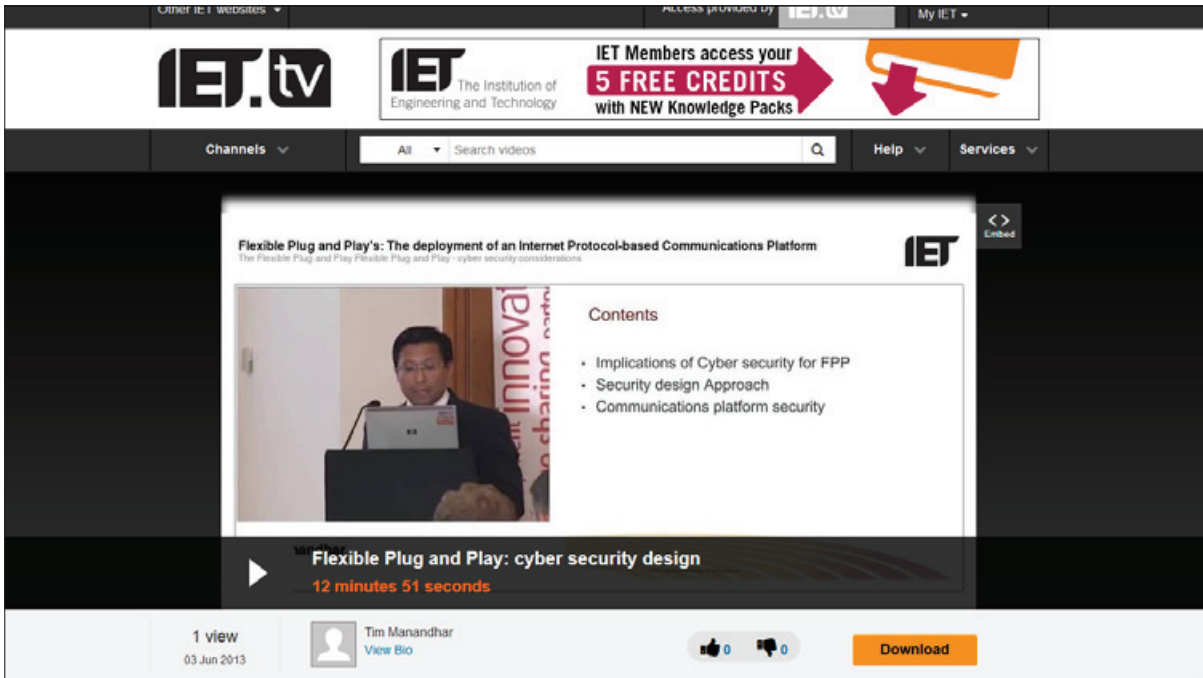 Other IET websites
Access provided by
IET.tv
My IET
IET.tv
IET
The Institution of
Engineering and Technology
IET Members access your
5 FREE CREDITS
with NEW Knowledge Packs
Channels
All
Search videos
Help
Services
<>
Embed
Flexible Plug and Play's: The deployment of an Internet Protocol-based Communications Platform
The Flexible Plug and Play Flexible Plug and Play - cyber security considerations
IET
innovat
sharing
Contents
• Implications of Cyber security for FPP
• Security design Approach
• Communications platform security
Flexible Plug and Play: cyber security design
12 minutes 51 seconds
1 view
03 Jun 2013
Tim Manandhar
View Bio
0
0
Download